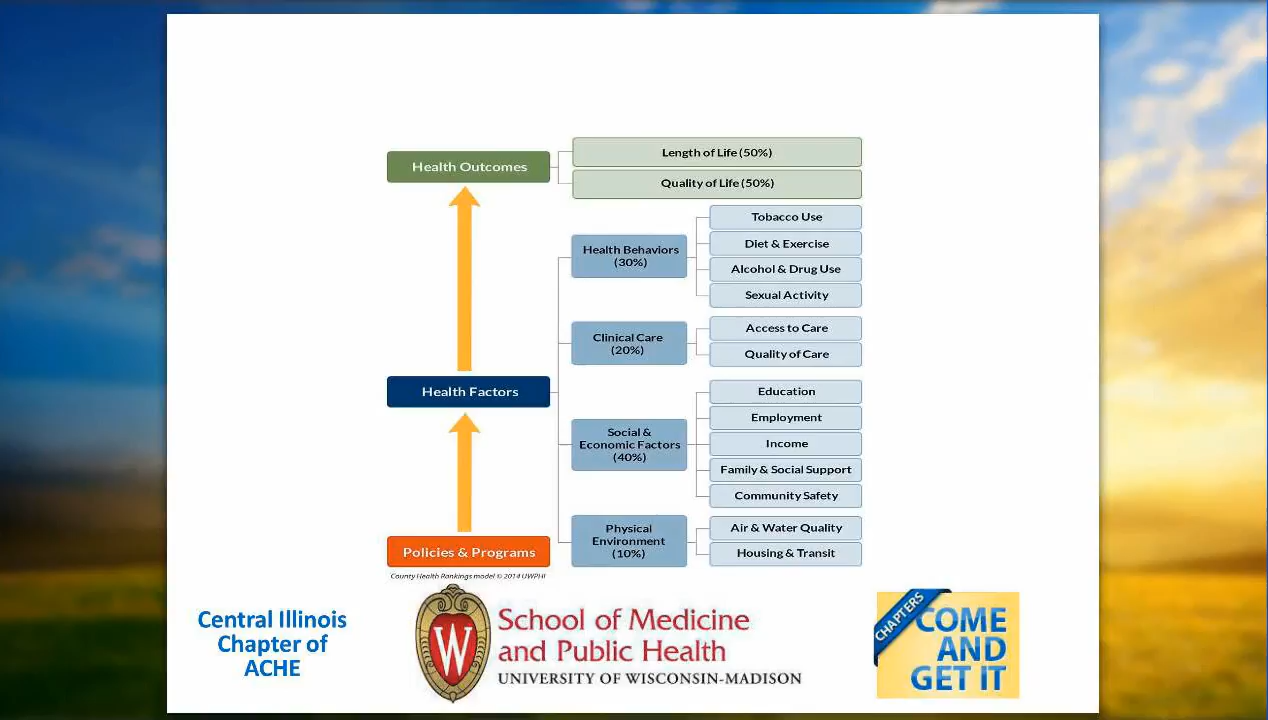 Health Outcomes
Length of Life (50%)
Quality of Life (50%)
Health Behaviors
(30%)
Tobacco Use
Diet & Exercise
Alcohol & Drug Use
Sexual Activity
Clinical Care
(20%)
Access to Care
Quality of Care
Health Factors
Social &
Economic Factors
(40%)
Education
Employment
Income
Family & Social Support
Community Safety
Physical
Environment
(10%)
Air & Water Quality
Housing & Transit
Policies & Programs
County Health Rankings model © 2014 UWPHI
Central Illinois
Chapter of
ACHE
W
School of Medicine
and Public Health
UNIVERSITY OF WISCONSIN-MADISON
CHAPTERS
COME
AND
GET IT